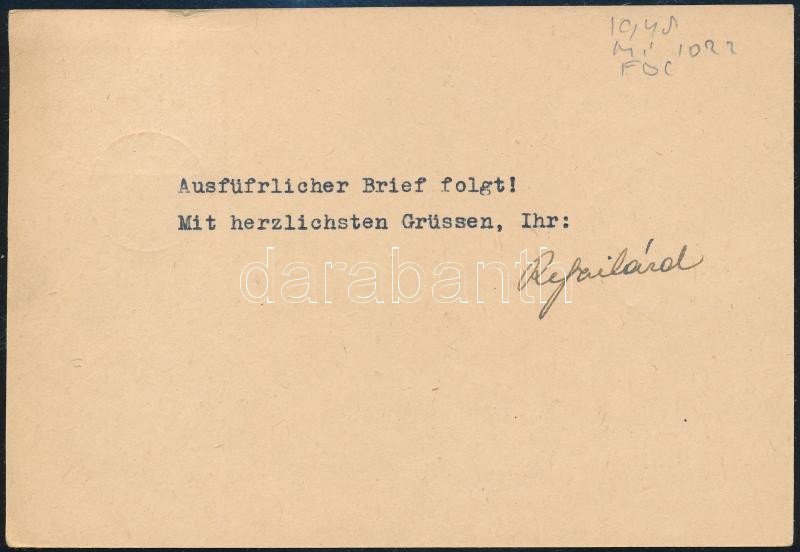 1948
Mi 1022
FDC
Ausfüfrlicher Brief folgt!
Mit herzlichsten Grüssen, Ihr:
darabanth